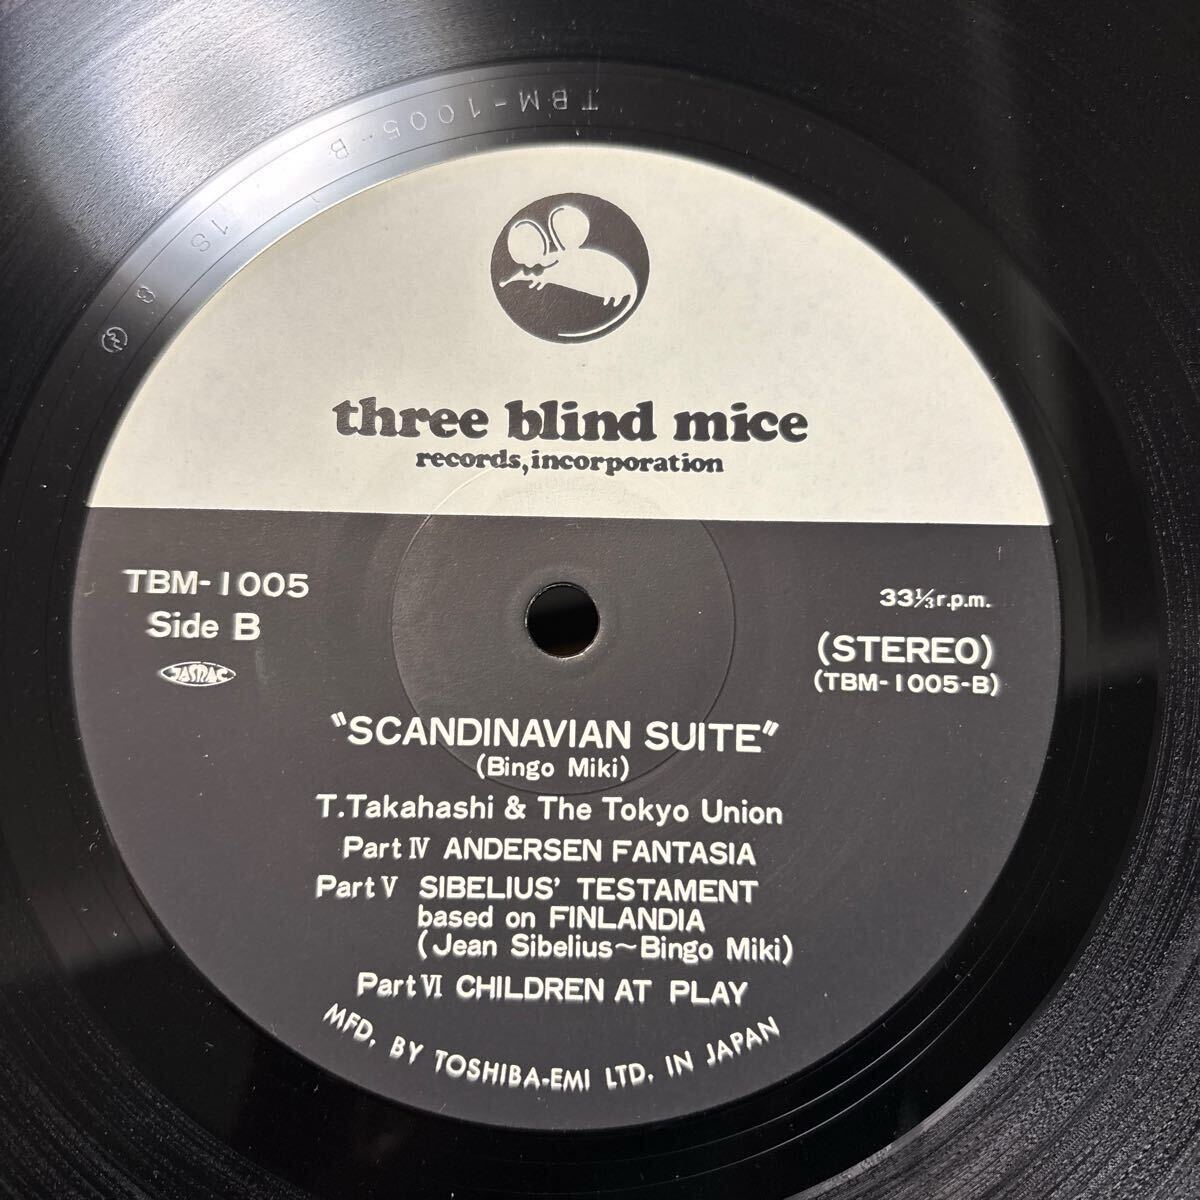 TBM-1005-B 1S 8
three blind mice
records, incorporation
TBM-1005
Side B
JASRAC
33⅓ r.p.m.
(STEREO)
(TBM-1005-B)
"SCANDINAVIAN SUITE"
(Bingo Miki)
T.Takahashi & The Tokyo Union
Part Ⅳ ANDERSEN FANTASIA
Part Ⅴ SIBELIUS' TESTAMENT
based on FINLANDIA
(Jean Sibelius~Bingo Miki)
Part Ⅵ CHILDREN AT PLAY
MFD. BY TOSHIBA-EMI LTD. IN JAPAN